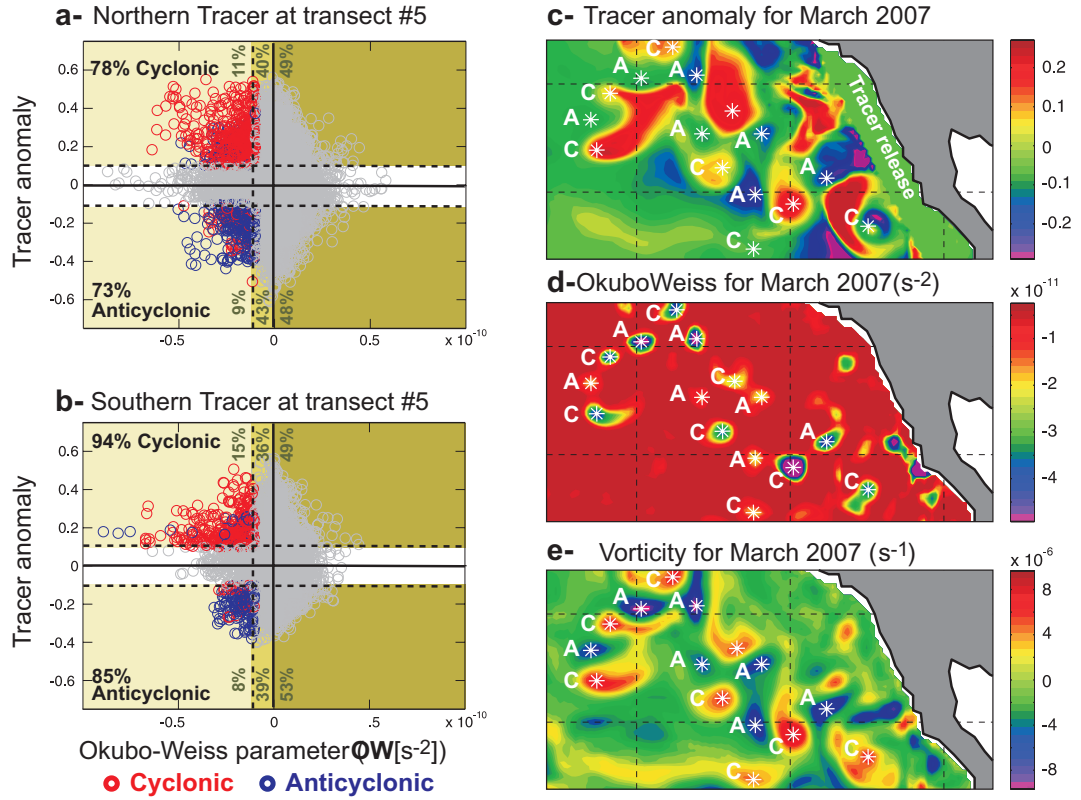 a- Northern Tracer at transect #5
78% Cyclonic
11% 40% 49%
73%
Anticyclonic
9% 43% 48%
Tracer anomaly
0.6
0.4
0.2
0
-0.2
-0.4
-0.6
-0.5 0 0.5
x 10-10
b- Southern Tracer at transect #5
94% Cyclonic
15% 36% 49%
85%
Anticyclonic
8% 39% 53%
Tracer anomaly
0.6
0.4
0.2
0
-0.2
-0.4
-0.6
-0.5 0 .5
x 10-10
Okubo-Weiss parameter OW[s-2])
Cyclonic Anticyclonic
c- Tracer anomaly for March 2007
C
A A
C
A A A
C C
A A
C
C C
Tracer release
0.2
0.1
0
-0.1
-0.2
d-OkuboWeiss for March 2007(s-2)
C
A A
C
A C
A A
C C A
A C
C C
x 10-11
-1
-2
-3
-4
e- Vorticity for March 2007 (s-1)
C
A A
C
A A A
C C
A A
C
C C
x 10-6
8
4
0
-4
-8